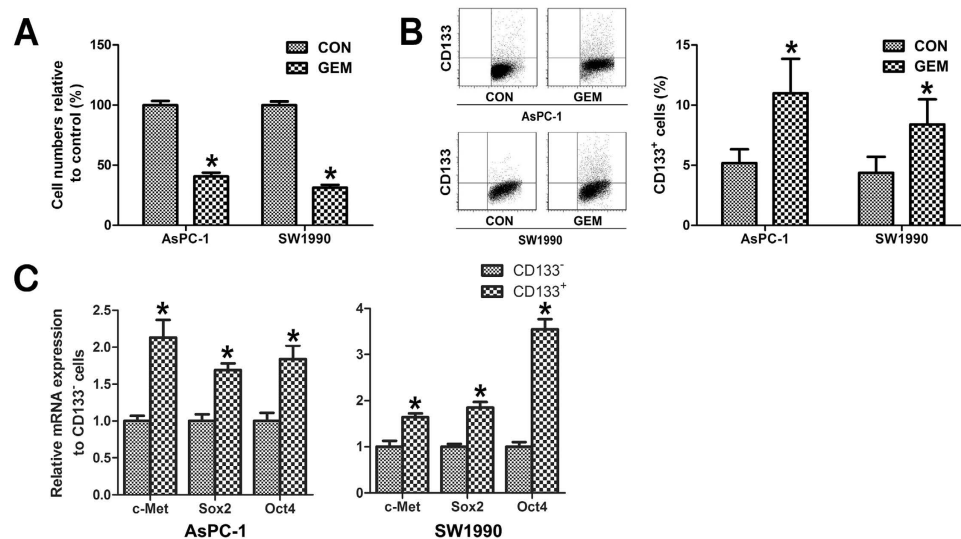 A
Cell numbers relative
to control (%)
150
100
50
0
CON
GEM
*
*
AsPC-1
SW1990
B
CD133
CON
GEM
AsPC-1
CD133
CON
GEM
SW1990
CD133+ cells (%)
15
10
5
0
CON
GEM
*
*
AsPC-1
SW1990
C
Relative mRNA expression
to CD133- cells
2.5
2.0
1.5
1.0
0.5
0.0
*
*
*
c-Met
Sox2
Oct4
AsPC-1
CD133-
CD133+
4
3
2
1
0
*
*
*
c-Met
Sox2
Oct4
SW1990